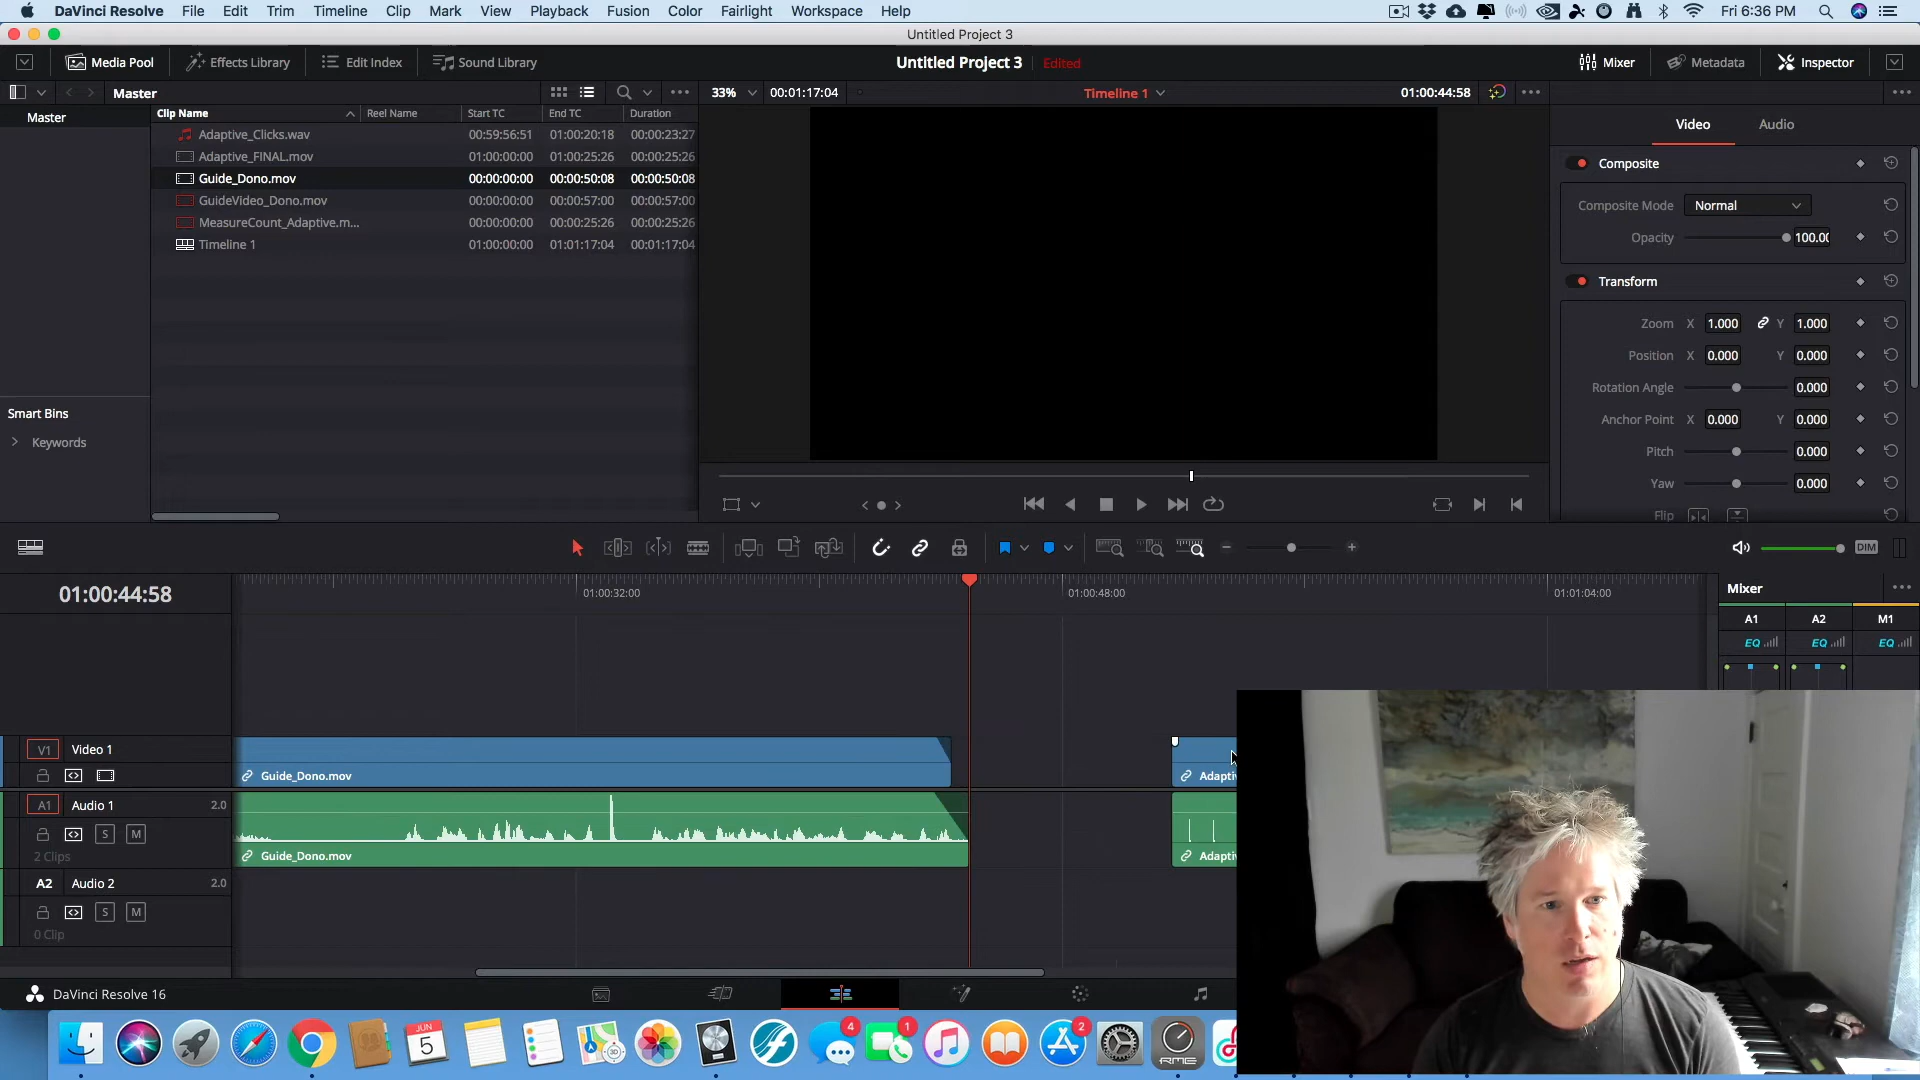 DaVinci Resolve File Edit Trim Timeline Clip Mark View Playback Fusion Color Fairlight Workspace Help Fri 6:36 PM
Untitled Project 3
Media Pool Effects Library Edit Index Sound Library Untitled Project 3 Edited Mixer Metadata Inspector
Master 33% 00:01:17:04 Timeline 1 01:00:44:58
Master Clip Name Reel Name Start TC End TC Duration
Adaptive_Clicks.wav 00:59:56:51 01:00:20:18 00:00:23:27
Adaptive_FINAL.mov 01:00:00:00 01:00:25:26 00:00:25:26
Guide_Dono.mov 00:00:00:00 00:00:50:08 00:00:50:08
GuideVideo_Dono.mov 00:00:00:00 00:00:57:00 00:00:57:00
MeasureCount_Adaptive.m... 00:00:00:00 00:00:25:26 00:00:25:26
Timeline 1 01:00:00:00 01:01:17:04 00:01:17:04
Smart Bins
Keywords
Video Audio
Composite
Composite Mode Normal
Opacity 100.00
Transform
Zoom X 1.000 Y 1.000
Position X 0.000 Y 0.000
Rotation Angle 0.000
Anchor Point X 0.000 Y 0.000
Pitch 0.000
Yaw 0.000
Flip
DIM
01:00:44:58 01:00:32:00 01:00:48:00 01:01:04:00
Mixer
A1 A2 M1
EQ EQ EQ
V1 Video 1
Guide_Dono.mov Adaptiv
A1 Audio 1 2.0
S M
2 Clips Guide_Dono.mov Adaptiv
A2 Audio 2 2.0
S M
0 Clip
DaVinci Resolve 16
JUN
5
4
1
2
3D
RME